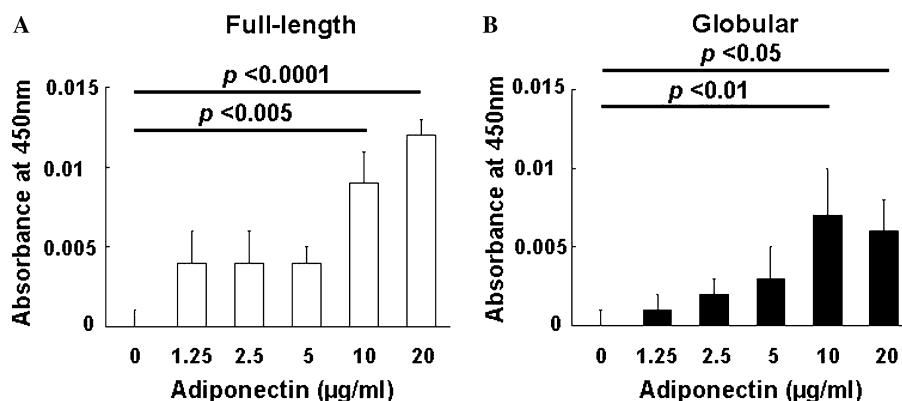 A Full-length
p <0.0001
p <0.005
Absorbance at 450nm
0.015
0.01
0.005
0
0 1.25 2.5 5 10 20
Adiponectin (µg/ml)
B Globular
p <0.05
p <0.01
Absorbance at 450nm
0.015
0.01
0.005
0
0 1.25 2.5 5 10 20
Adiponectin (µg/ml)